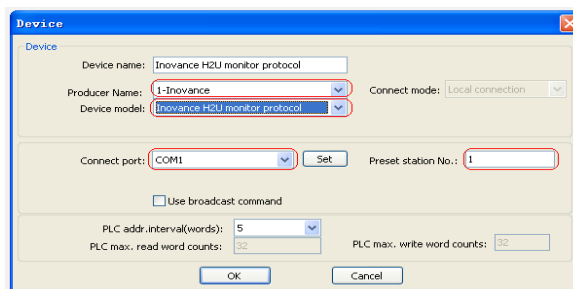 Device
Device
Device name: Inovance H2U monitor protocol
Producer Name: 1-Inovance Connect mode: Local connection
Device model: Inovance H2U monitor protocol
Connect port: COM1 Set Preset station No.: 1
Use broadcast command
PLC addr.interval(words): 5
PLC max. read word counts: 32 PLC max. write word counts: 32
OK Cancel